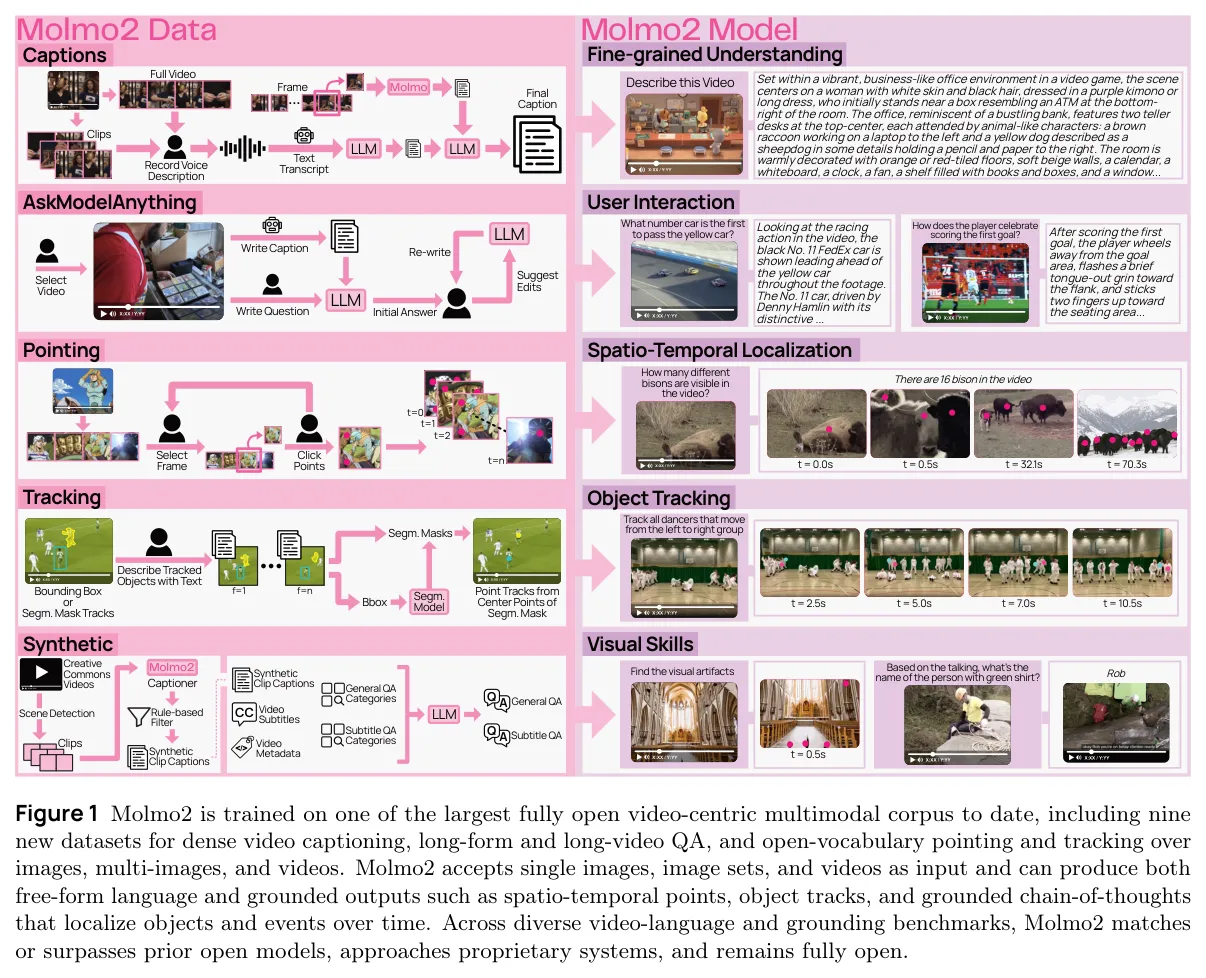 Molmo2 Data
Captions
Full Video
Clips
Record Voice
Description
Text
Transcript
Frame
Molmo
LLM
LLM
Final
Caption
AskModelAnything
Select
Video
Write Caption
Write Question
LLM
Initial Answer
Re-write
LLM
Suggest
Edits
Pointing
Select
Frame
Click
Points
t=0
t=1
t=2
t=n
Tracking
Bounding Box
or
Segm. Mask Tracks
Describe Tracked
Objects with Text
f=1
f=n
Segm. Masks
Bbox
Segm.
Model
Point Tracks from
Center Points of
Segm. Mask
Synthetic
Creative
Commons
Videos
Scene Detection
Clips
Molmo2
Captioner
Rule-based
Filter
Synthetic
Clip Captions
Synthetic
Clip Captions
CC
Video
Subtitles
Video
Metadata
General QA
Categories
Subtitle QA
Categories
LLM
Q A
General QA
Q A
Subtitle QA
Molmo2 Model
Fine-grained Understanding
Describe this Video
Set within a vibrant, business-like office environment in a video game, the scene
centers on a woman with white skin and black hair, dressed in a purple kimono or
long dress, who initially stands near a box resembling an ATM at the bottom-
right of the room. The office, reminiscent of a bustling bank, features two teller
desks at the top-center, each attended by animal-like characters: a brown
raccoon working on a laptop to the left and a yellow dog described as a
sheepdog in some details holding a pencil and paper to the right. The room is
warmly decorated with orange or red-tiled floors, soft beige walls, a calendar, a
whiteboard, a clock, a fan, a shelf filled with books and boxes, and a window...
User Interaction
What number car is the first
to pass the yellow car?
Looking at the racing
action in the video, the
black No. 11 FedEx car is
shown leading ahead of
the yellow car
throughout the footage.
The No. 11 car, driven by
Denny Hamlin with its
distinctive ...
How does the player celebrate
scoring the first goal?
After scoring the first
goal, the player wheels
away from the goal
area, flashes a brief
tongue-out grin toward
the flank, and sticks
two fingers up toward
the seating area...
Spatio-Temporal Localization
How many different
bisons are visible in
the video?
There are 16 bison in the video
t = 0.0s
t = 0.5s
t = 32.1s
t = 70.3s
Object Tracking
Track all dancers that move
from the left to right group
t = 2.5s
t = 5.0s
t = 7.0s
t = 10.5s
Visual Skills
Find the visual artifacts
t = 0.5s
Based on the talking, what's the
name of the person with green shirt?
Rob
Figure 1 Molmo2 is trained on one of the largest fully open video-centric multimodal corpus to date, including nine
new datasets for dense video captioning, long-form and long-video QA, and open-vocabulary pointing and tracking over
images, multi-images, and videos. Molmo2 accepts single images, image sets, and videos as input and can produce both
free-form language and grounded outputs such as spatio-temporal points, object tracks, and grounded chain-of-thoughts
that localize objects and events over time. Across diverse video-language and grounding benchmarks, Molmo2 matches
or surpasses prior open models, approaches proprietary systems, and remains fully open.